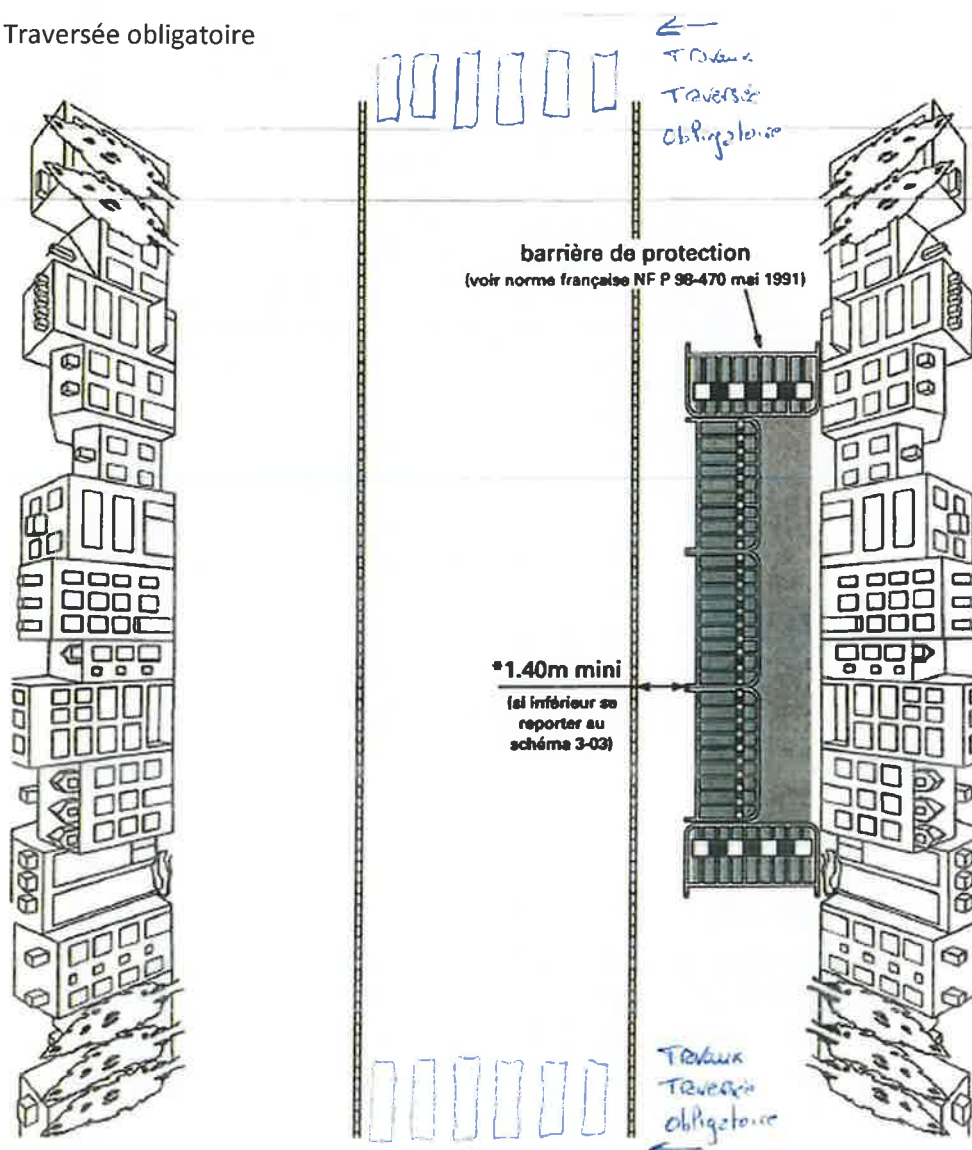 Traversée obligatoire
←
Travaux
Traversée
Obligatoire
barrière de protection
(voir norme française NF P 98-470 mai 1991)
*1.40m mini
(si inférieur se
reporter au
schéma 3-03)
Travaux
Traversée
Obligatoire
←